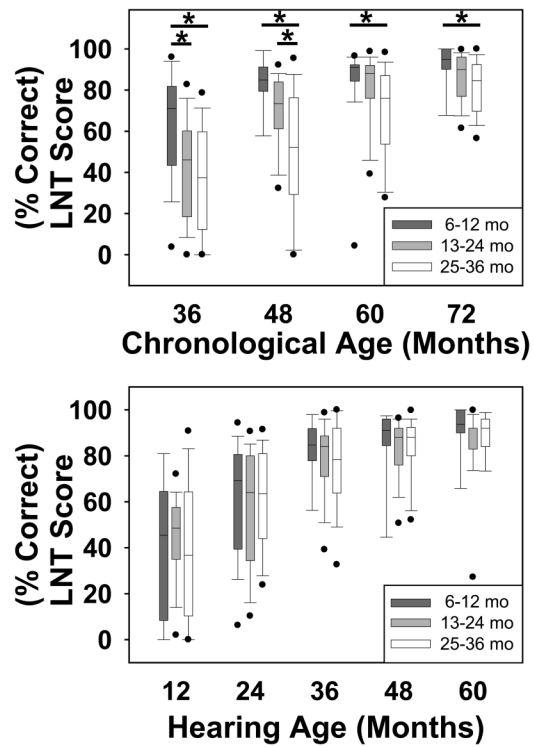 * *
* *
*
*
100
80
60
40
20
0
(% Correct)
LNT Score
6-12 mo
13-24 mo
25-36 mo
36 48 60 72
Chronological Age (Months)
100
80
60
40
20
0
(% Correct)
LNT Score
6-12 mo
13-24 mo
25-36 mo
12 24 36 48 60
Hearing Age (Months)